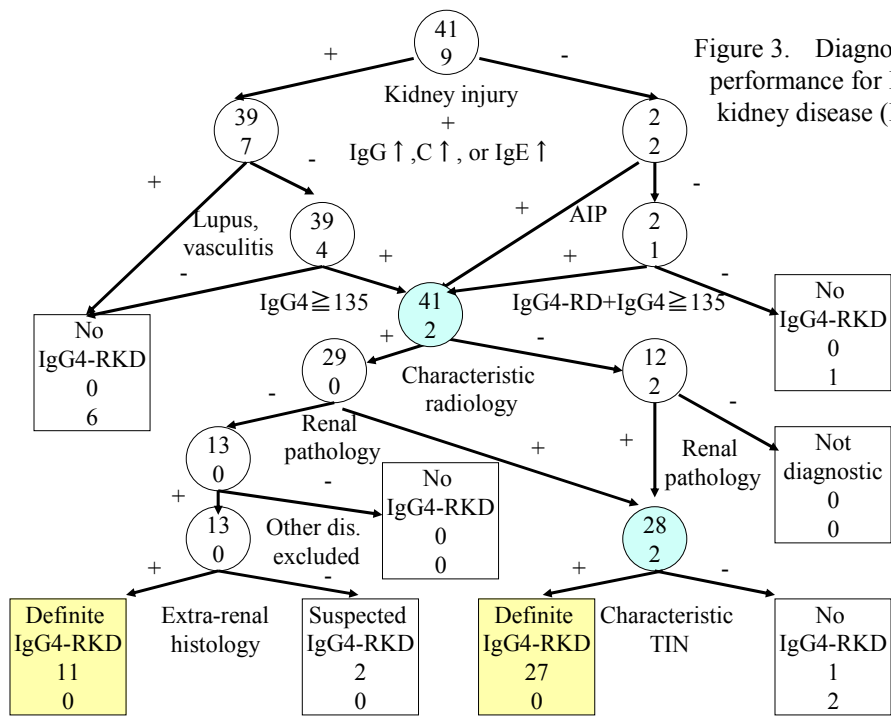 41
9
Figure 3. Diagno
performance for
kidney disease (
+
-
Kidney injury
+
IgG↑,C↑, or IgE↑
39
7
2
2
+
-
+
-
Lupus,
vasculitis
AIP
39
4
2
1
-
+
+
-
IgG4≧135
IgG4-RD+IgG4≧135
41
2
No
IgG4-RKD
0
6
No
IgG4-RKD
0
1
+
-
Characteristic
radiology
29
0
12
2
-
+
+
-
Renal
pathology
Renal
pathology
13
0
No
IgG4-RKD
0
0
Not
diagnostic
0
0
+
-
Other dis.
excluded
13
0
28
2
+
-
+
-
Extra-renal
histology
Characteristic
TIN
Definite
IgG4-RKD
11
0
Suspected
IgG4-RKD
2
0
Definite
IgG4-RKD
27
0
No
IgG4-RKD
1
2